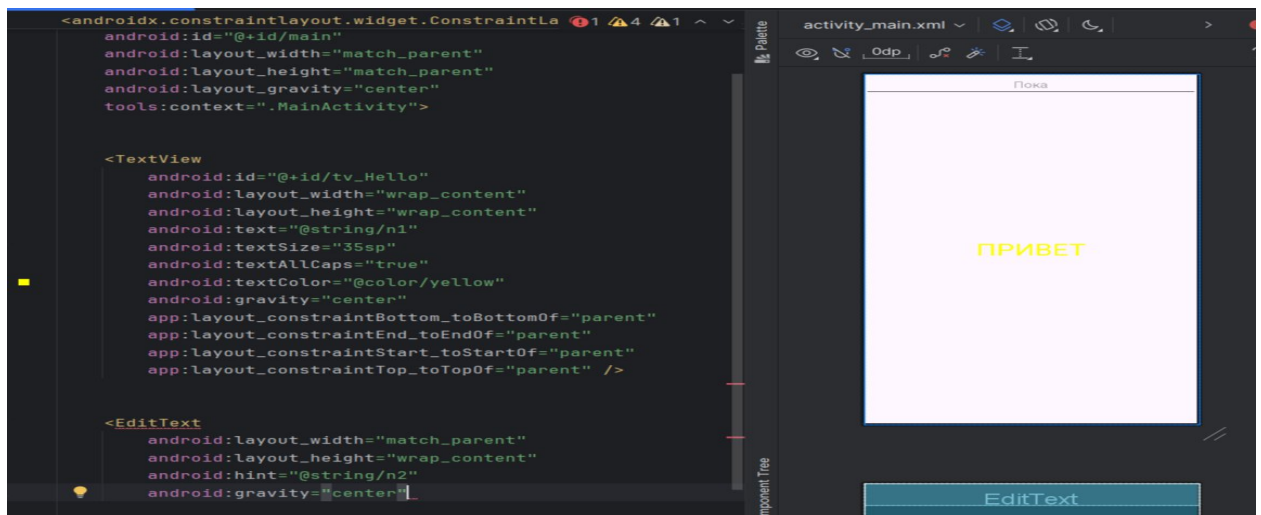 <androidx.constraintlayout.widget.ConstraintLa 1 4 1
android:id="@+id/main"
android:layout_width="match_parent"
android:layout_height="match_parent"
android:layout_gravity="center"
tools:context=".MainActivity">
<TextView
android:id="@+id/tv_Hello"
android:layout_width="wrap_content"
android:layout_height="wrap_content"
android:text="@string/n1"
android:textSize="35sp"
android:textAllCaps="true"
android:textColor="@color/yellow"
android:gravity="center"
app:layout_constraintBottom_toBottomOf="parent"
app:layout_constraintEnd_toEndOf="parent"
app:layout_constraintStart_toStartOf="parent"
app:layout_constraintTop_toTopOf="parent" />
<EditText
android:layout_width="match_parent"
android:layout_height="wrap_content"
android:hint="@string/n2"
android:gravity="center"
Palette
activity_main.xml
0dp
Пока
ПРИВЕТ
EditText